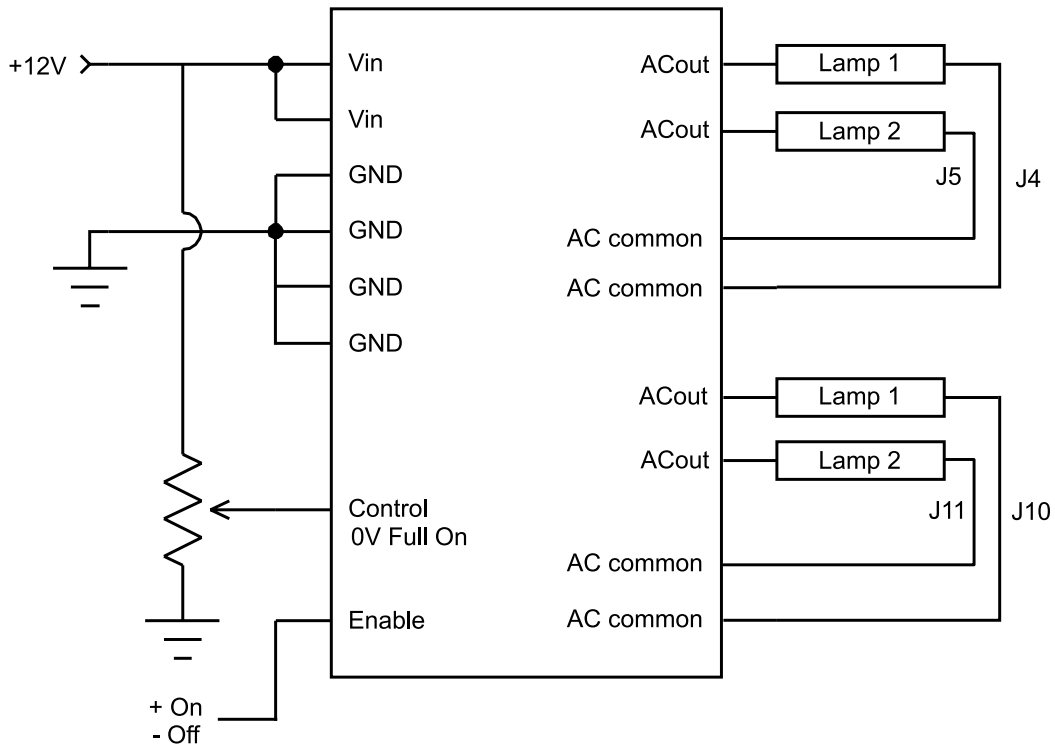 +12V
Vin
Vin
GND
GND
GND
GND
Control
0V Full On
Enable
+ On
- Off
ACout
Lamp 1
ACout
Lamp 2
J5
J4
AC common
AC common
ACout
Lamp 1
ACout
Lamp 2
J11
J10
AC common
AC common